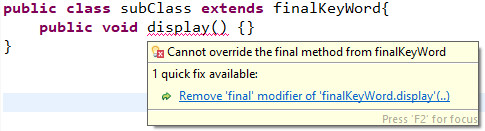 public class subClass extends finalKeyWord{
public void display() {}
}
Cannot override the final method from finalKeyWord
1 quick fix available:
Remove 'final' modifier of 'finalKeyWord.display'(..)
Press 'F2' for focus